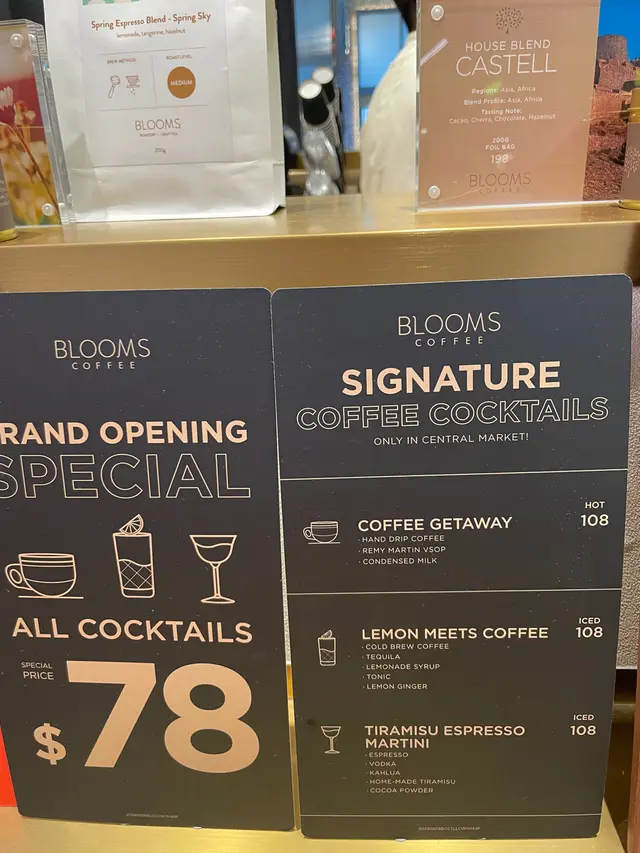 Spring Espresso Blend - Spring Sky
lemonade, tangerine, hazelnut
BREW METHOD
ROAST LEVEL
MEDIUM
BLOOMS
200g
HOUSE BLEND
CASTELL
Regions: Asia, Africa
Blend Profile: Asia, Africa
Tasting Note:
Cacao, Cherry, Chocolate, Hazelnut
200G
FOIL BAG
198
BLOOMS
COFFEE
BLOOMS
COFFEE
RAND OPENING
SPECIAL
ALL COCKTAILS
SPECIAL
PRICE
$78
BLOOMS
COFFEE
SIGNATURE
COFFEE COCKTAILS
ONLY IN CENTRAL MARKET!
HOT
COFFEE GETAWAY 108
· HAND DRIP COFFEE
· REMY MARTIN VSOP
· CONDENSED MILK
ICED
LEMON MEETS COFFEE 108
· COLD BREW COFFEE
· TEQUILA
· LEMONADE SYRUP
· TONIC
· LEMON GINGER
ICED
TIRAMISU ESPRESSO 108
MARTINI
· ESPRESSO
· VODKA
· KAHLUA
· HOME-MADE TIRAMISU
· COCOA POWDER